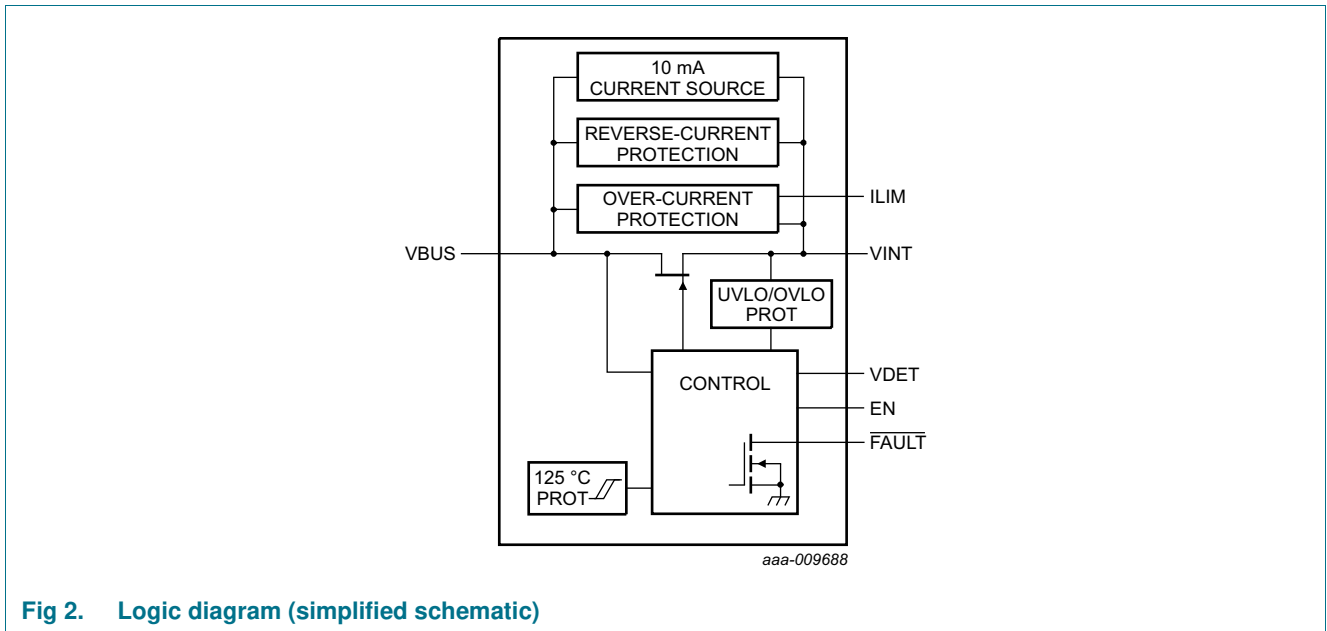 10 mA
CURRENT SOURCE
REVERSE-CURRENT
PROTECTION
OVER-CURRENT
PROTECTION
ILIM
VBUS
VINT
UVLO/OVLO
PROT
CONTROL
VDET
EN
FAULT
125 °C
PROT
aaa-009688
Fig 2. Logic diagram (simplified schematic)